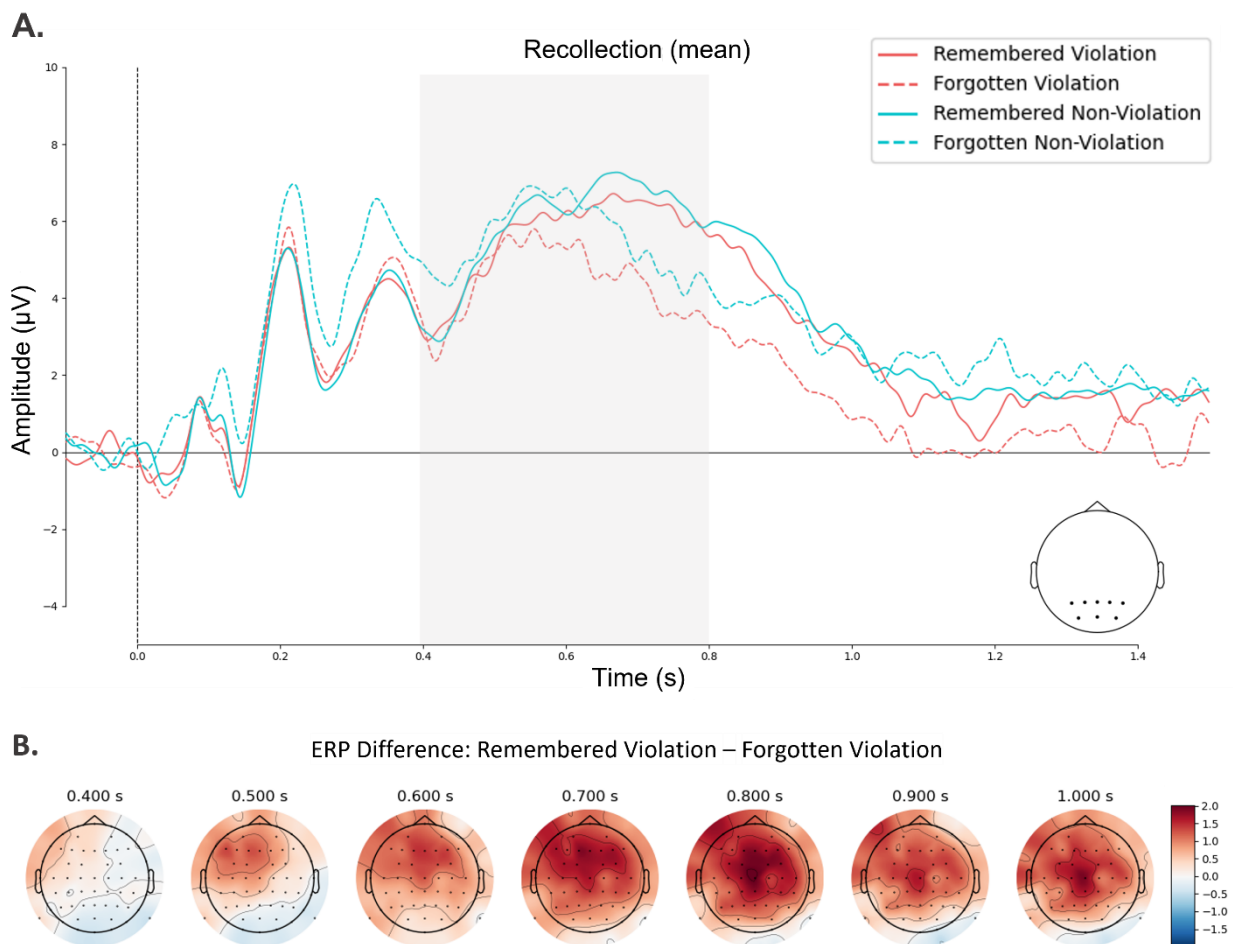 A.
Recollection (mean)
Remembered Violation
Forgotten Violation
Remembered Non-Violation
Forgotten Non-Violation
10
8
6
4
2
0
−2
−4
Amplitude (µV)
0.0 0.2 0.4 0.6 0.8 1.0 1.2 1.4
Time (s)
B.
ERP Difference: Remembered Violation – Forgotten Violation
0.400 s 0.500 s 0.600 s 0.700 s 0.800 s 0.900 s 1.000 s
2.0
1.5
1.0
0.5
0.0
−0.5
−1.0
−1.5